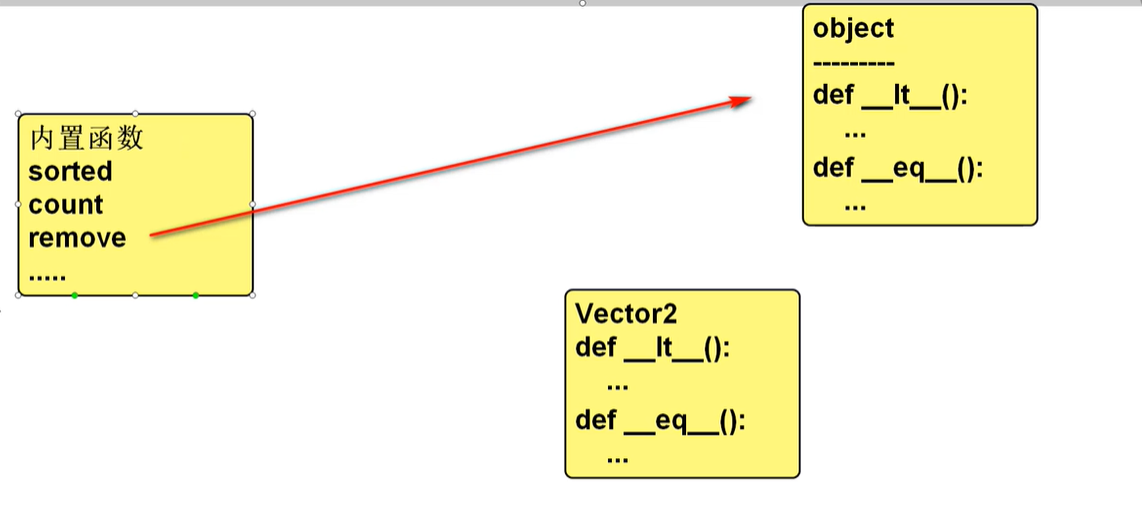 内置函数
sorted
count
remove
.....
object
---------
def __lt__():
...
def __eq__():
...
Vector2
def __lt__():
...
def __eq__():
...